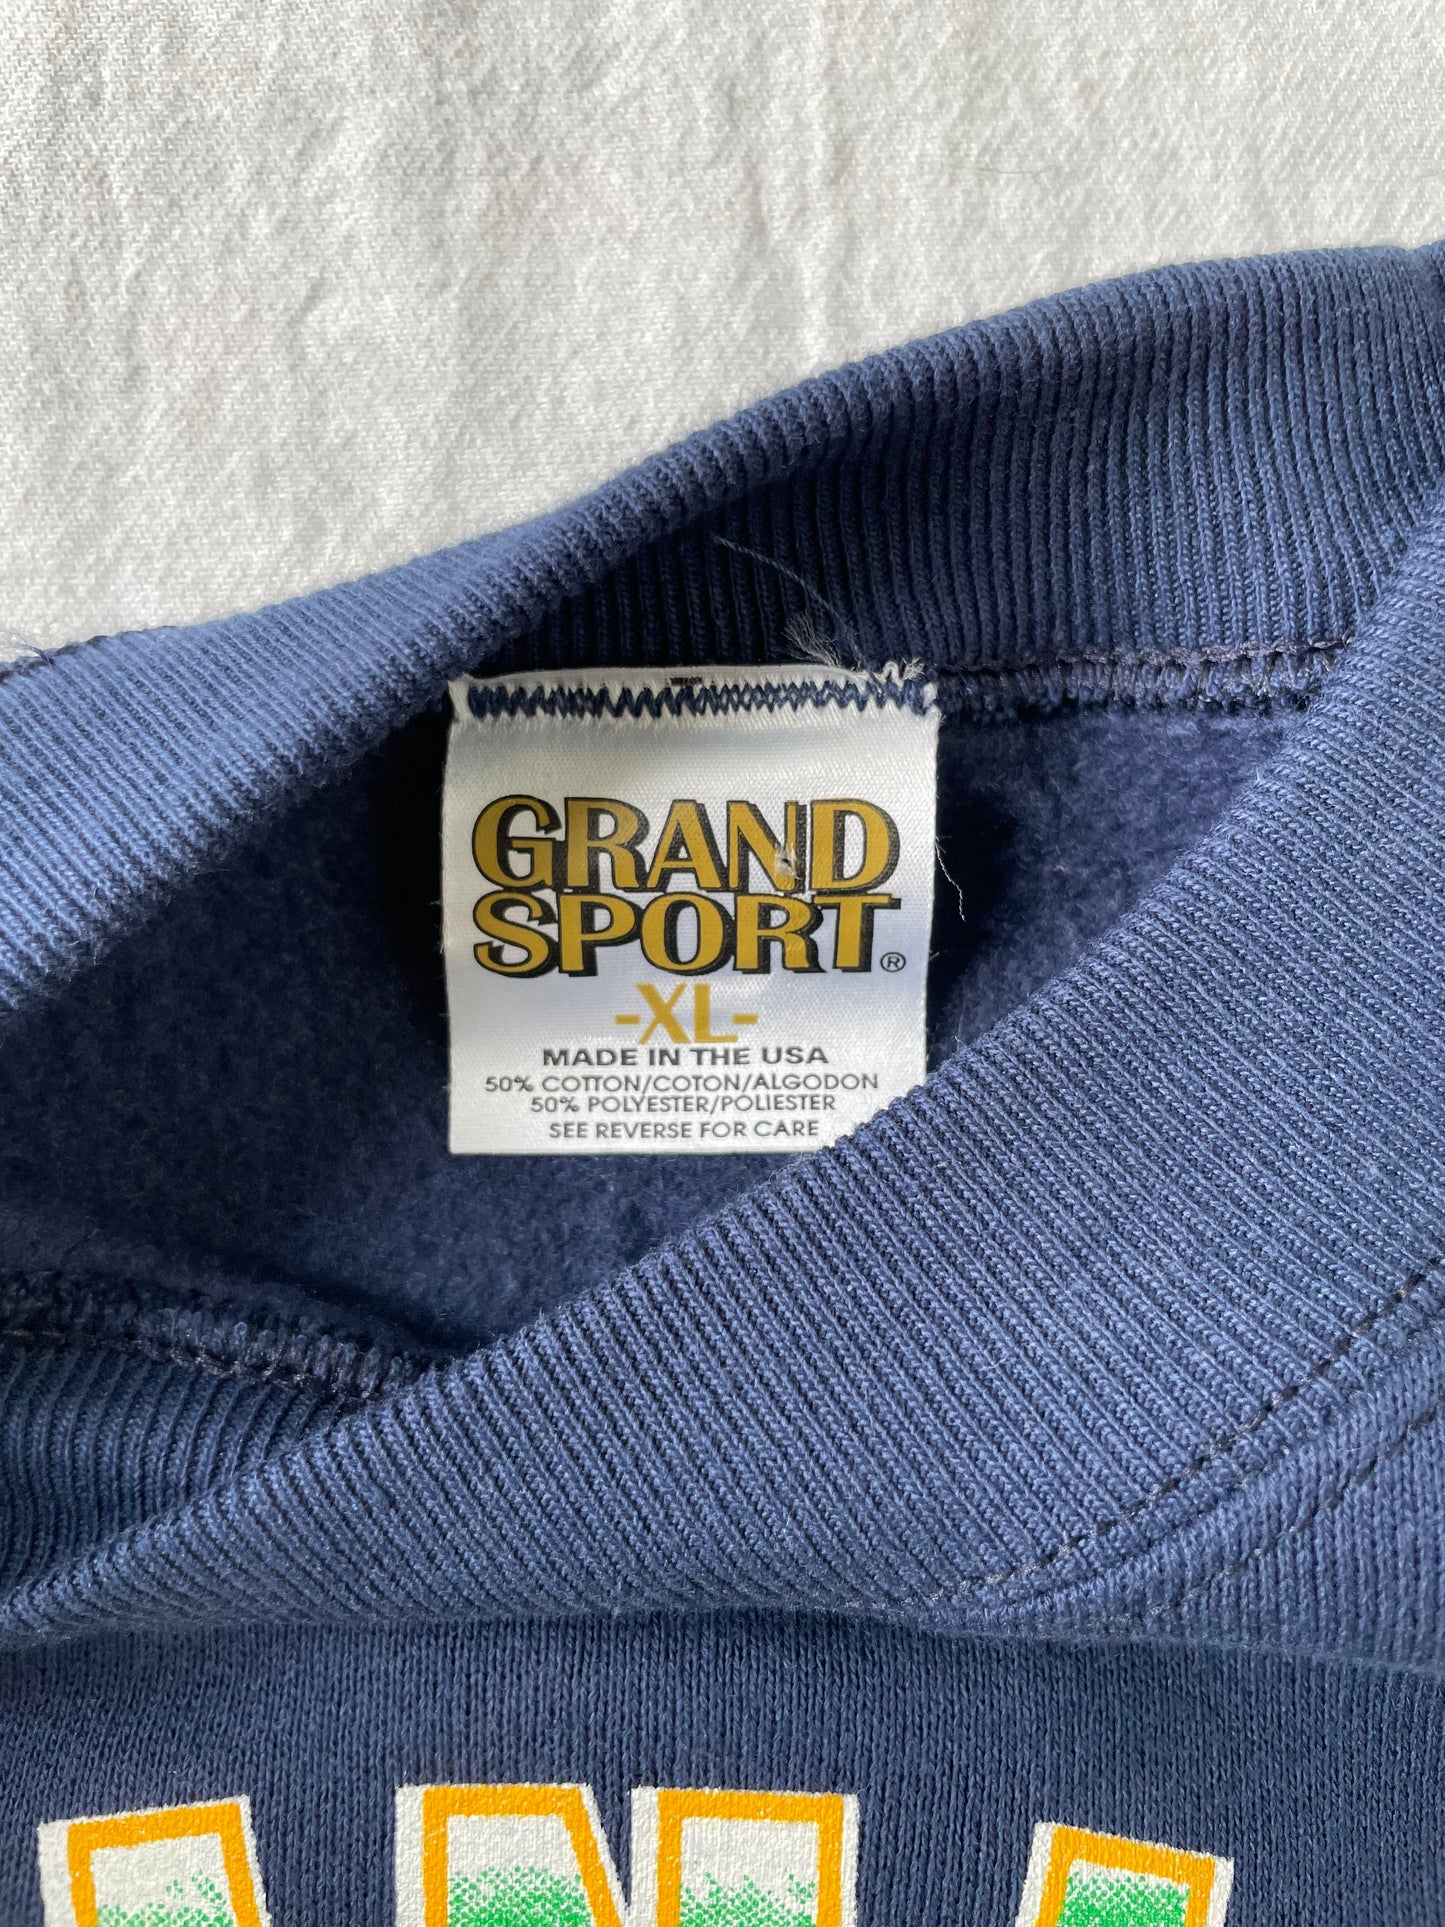 GRAND
SPORT®
-XL-
MADE IN THE USA
50% COTTON/COTON/ALGODON
50% POLYESTER/POLIESTER
SEE REVERSE FOR CARE